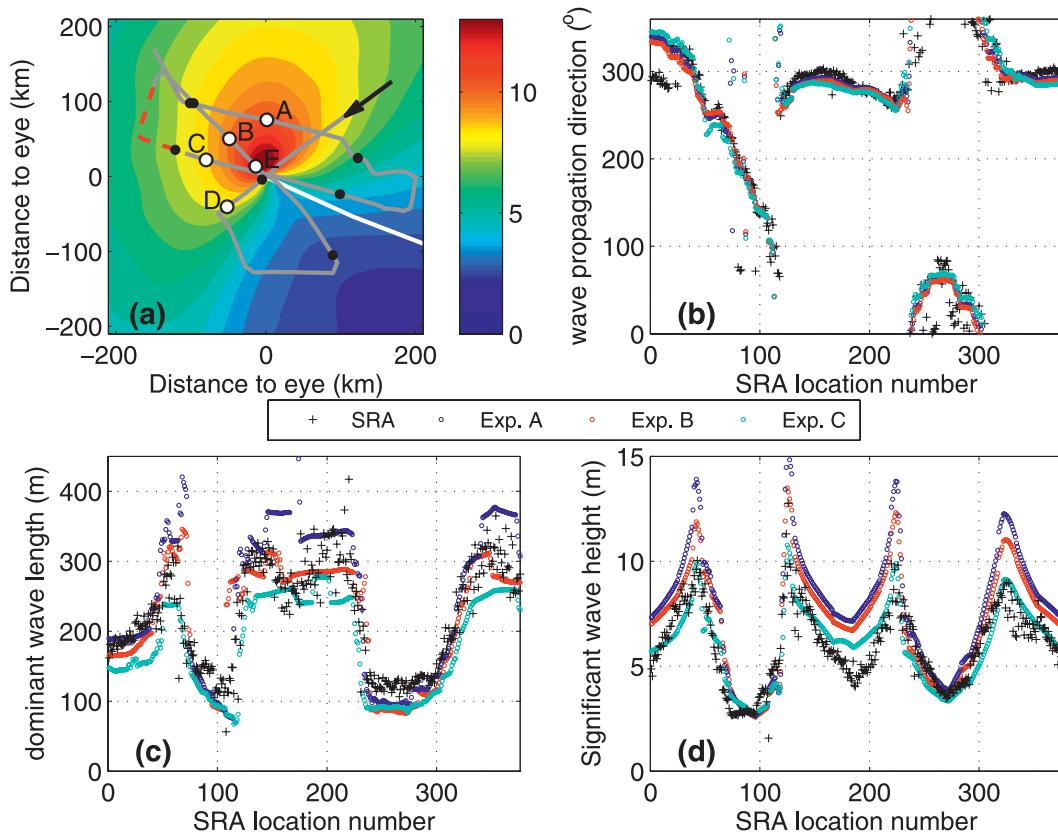 200
100
0
−100
−200
Distance to eye (km)
−200
0
200
Distance to eye (km)
A
B
C
E
D
(a)
10
5
0
wave propagation direction (º)
300
200
100
0
0
100
200
300
SRA location number
(b)
SRA
Exp. A
Exp. B
Exp. C
dominant wave length (m)
400
300
200
100
0
0
100
200
300
SRA location number
(c)
Significant wave height (m)
15
10
5
0
0
100
200
300
SRA location number
(d)